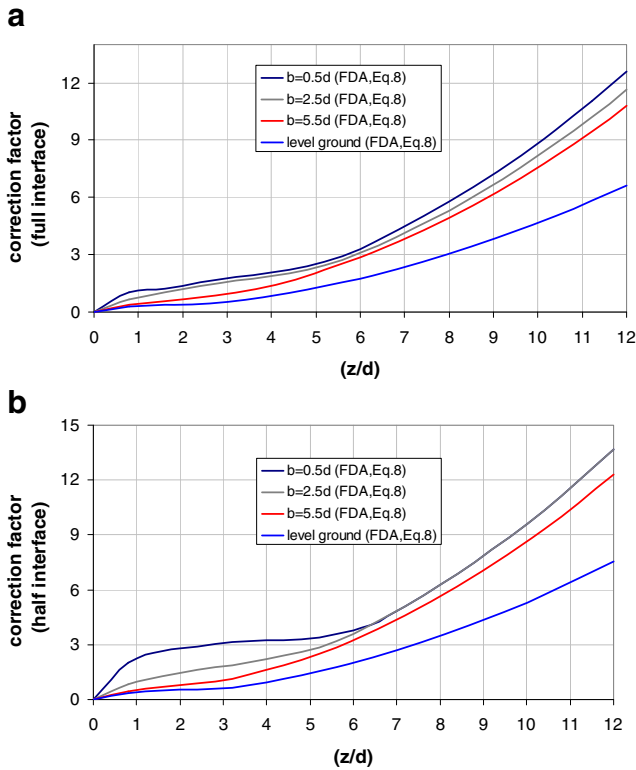 a
correction factor
(full interface)
12
9
6
3
0
b=0.5d (FDA,Eq.8)
b=2.5d (FDA,Eq.8)
b=5.5d (FDA,Eq.8)
level ground (FDA,Eq.8)
0 1 2 3 4 5 6 7 8 9 10 11 12
(z/d)
b
correction factor
(half interface)
15
12
9
6
3
0
b=0.5d (FDA,Eq.8)
b=2.5d (FDA,Eq.8)
b=5.5d (FDA,Eq.8)
level ground (FDA,Eq.8)
0 1 2 3 4 5 6 7 8 9 10 11 12
(z/d)